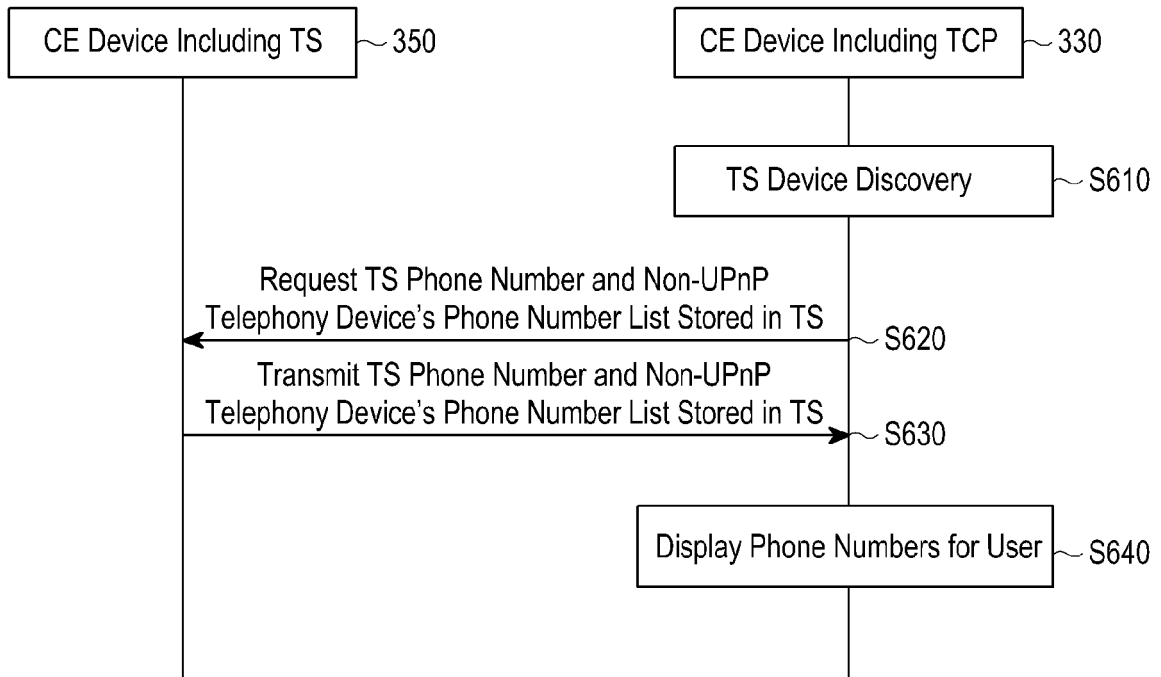 CE Device Including TS
350
CE Device Including TCP
330
TS Device Discovery
S610
Request TS Phone Number and Non-UPnP
Telephony Device's Phone Number List Stored in TS
S620
Transmit TS Phone Number and Non-UPnP
Telephony Device's Phone Number List Stored in TS
S630
Display Phone Numbers for User
S640